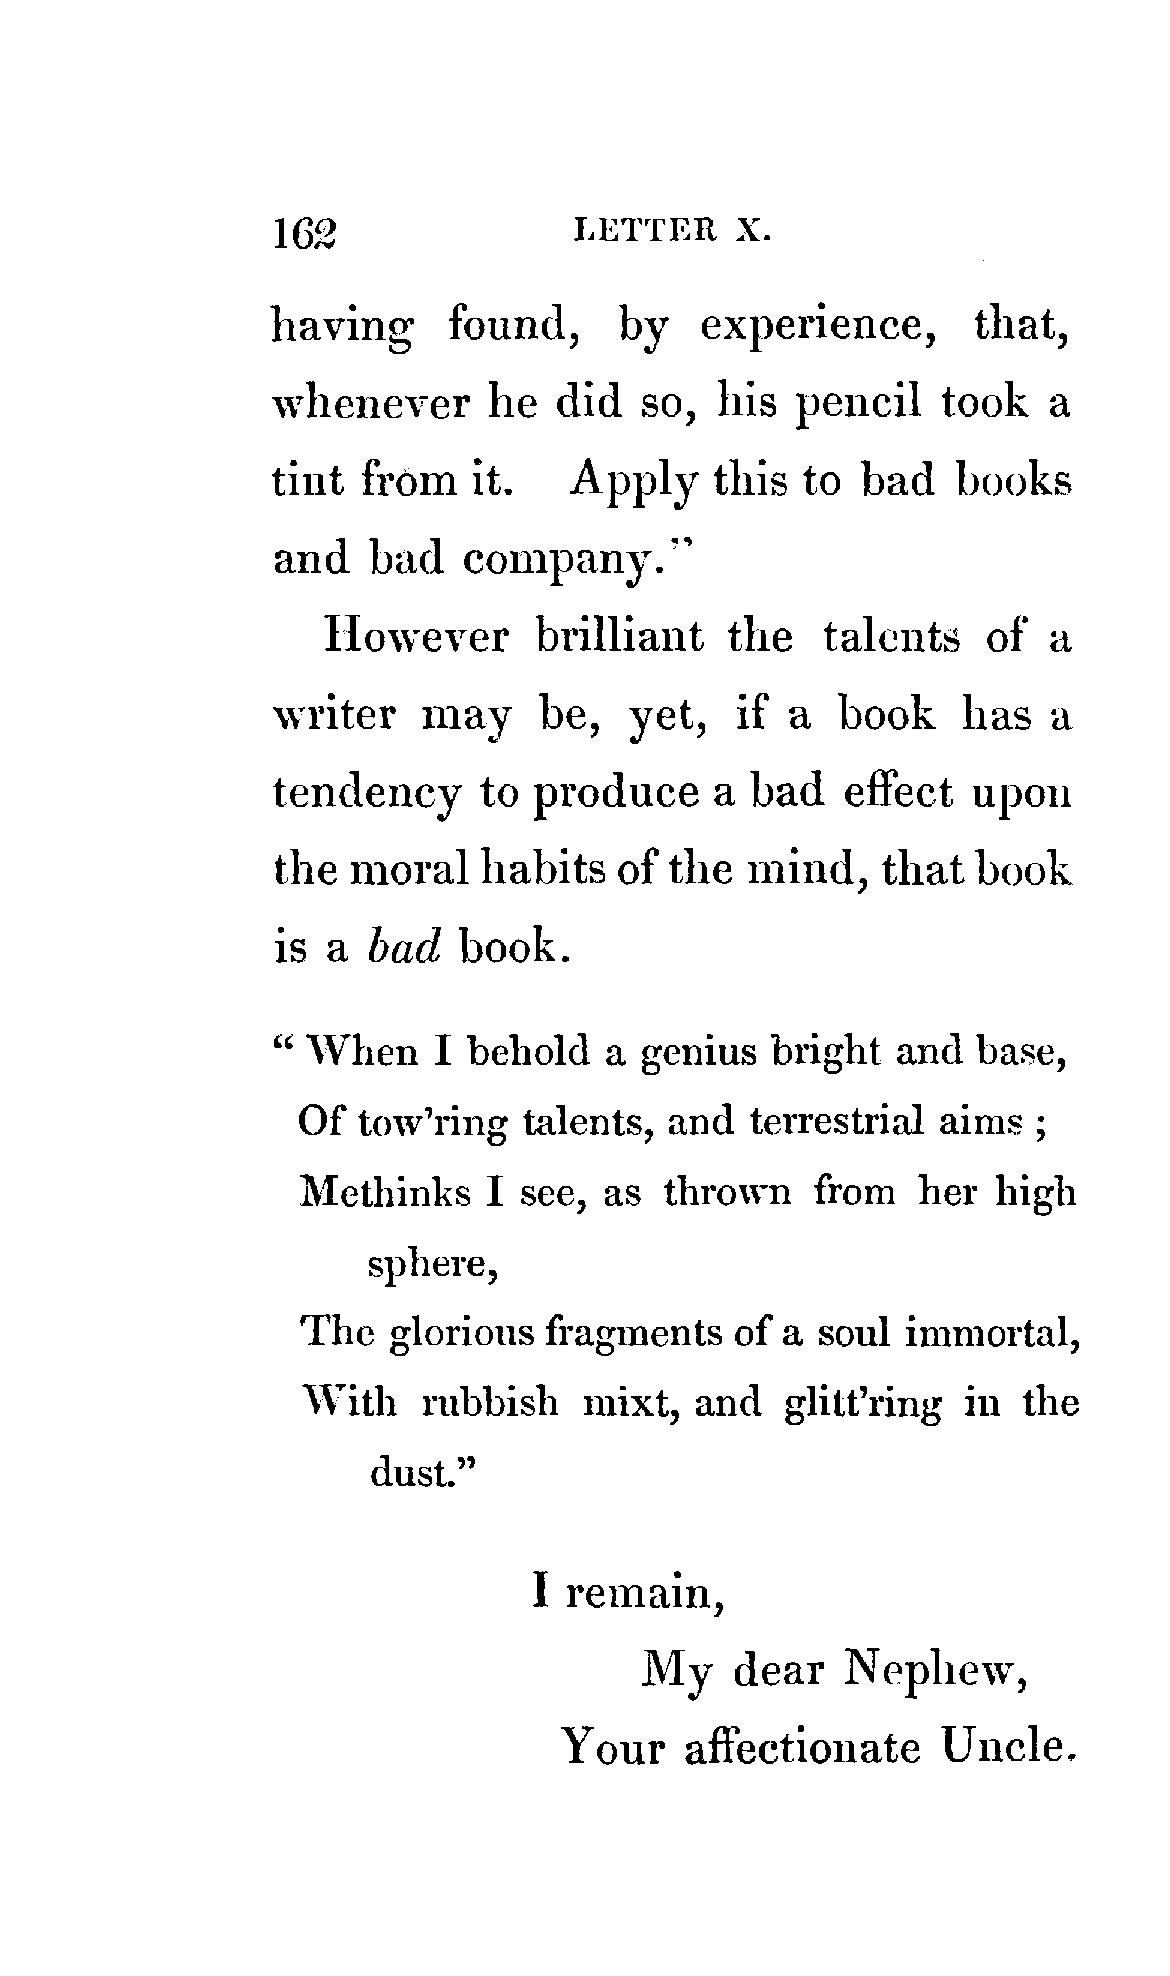 162 LETTER X.
having found, by experience, that,
whenever he did so, his pencil took a
tint from it. Apply this to bad books
and bad company."
However brilliant the talents of a
writer may be, yet, if a book has a
tendency to produce a bad effect upon
the moral habits of the mind, that book
is a bad book.
“ When I behold a genius bright and base,
Of tow’ring talents, and terrestrial aims ;
Methinks I see, as thrown from her high
sphere,
The glorious fragments of a soul immortal,
With rubbish mixt, and glitt’ring in the
dust.”
I remain,
My dear Nephew,
Your affectionate Uncle.